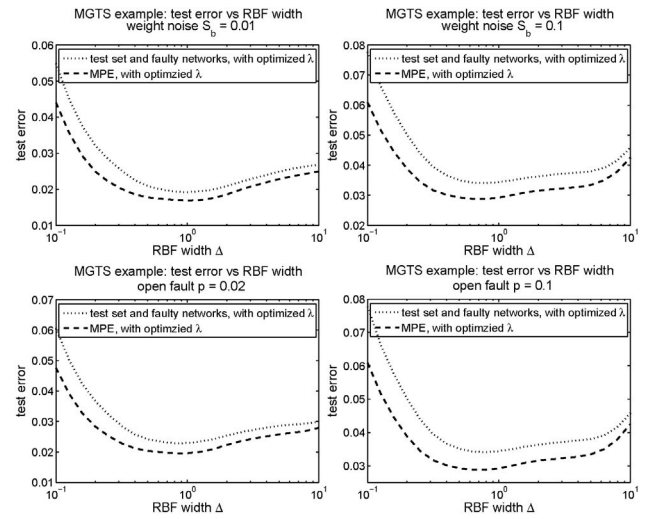 MGTS example: test error vs RBF width
weight noise S_b = 0.01
0.06
0.05
0.04
0.03
0.02
0.01
test error
test set and faulty networks, with optimized λ
MPE, with optimzied λ
10^-1
10^0
10^1
RBF width Δ
MGTS example: test error vs RBF width
weight noise S_b = 0.1
0.08
0.07
0.06
0.05
0.04
0.03
0.02
test error
test set and faulty networks, with optimized λ
MPE, with optimzied λ
10^-1
10^0
10^1
RBF width Δ
MGTS example: test error vs RBF width
open fault p = 0.02
0.07
0.06
0.05
0.04
0.03
0.02
0.01
test error
test set and faulty networks, with optimized λ
MPE, with optimzied λ
10^-1
10^0
10^1
RBF width Δ
MGTS example: test error vs RBF width
open fault p = 0.1
0.08
0.07
0.06
0.05
0.04
0.03
test error
test set and faulty networks, with optimized λ
MPE, with optimzied λ
10^-1
10^0
10^1
RBF width Δ